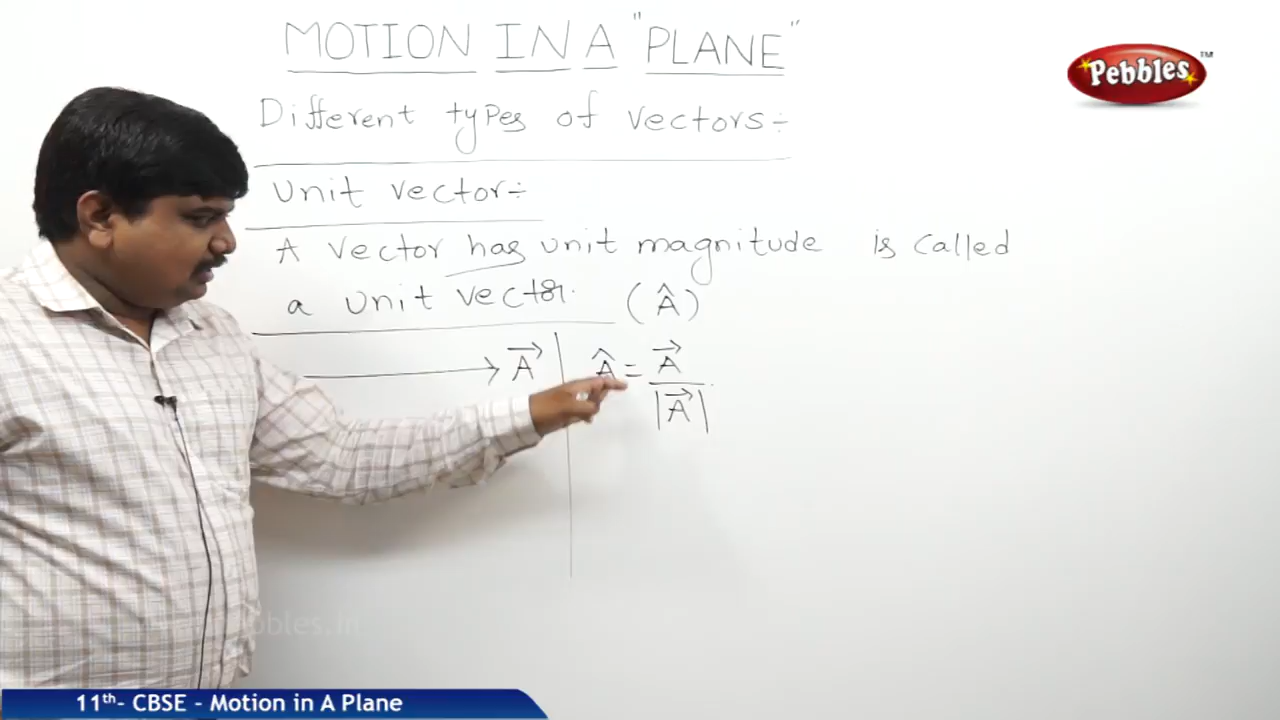 MOTION IN A "PLANE"
Pebbles™
Different types of vectors:-
Unit vector:-
A vector has unit magnitude is called
a unit vector. (Â)
A⃗ | Â = A⃗ / |A⃗|
11th- CBSE - Motion in A Plane